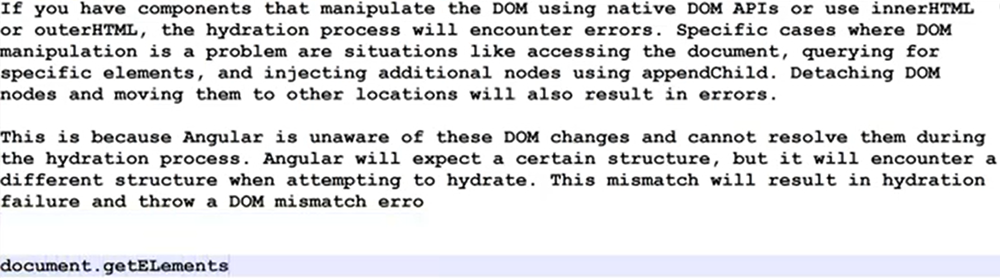 If you have components that manipulate the DOM using native DOM APIs or use innerHTML
or outerHTML, the hydration process will encounter errors. Specific cases where DOM
manipulation is a problem are situations like accessing the document, querying for
specific elements, and injecting additional nodes using appendChild. Detaching DOM
nodes and moving them to other locations will also result in errors.
This is because Angular is unaware of these DOM changes and cannot resolve them during
the hydration process. Angular will expect a certain structure, but it will encounter a
different structure when attempting to hydrate. This mismatch will result in hydration
failure and throw a DOM mismatch erro
document.getELements